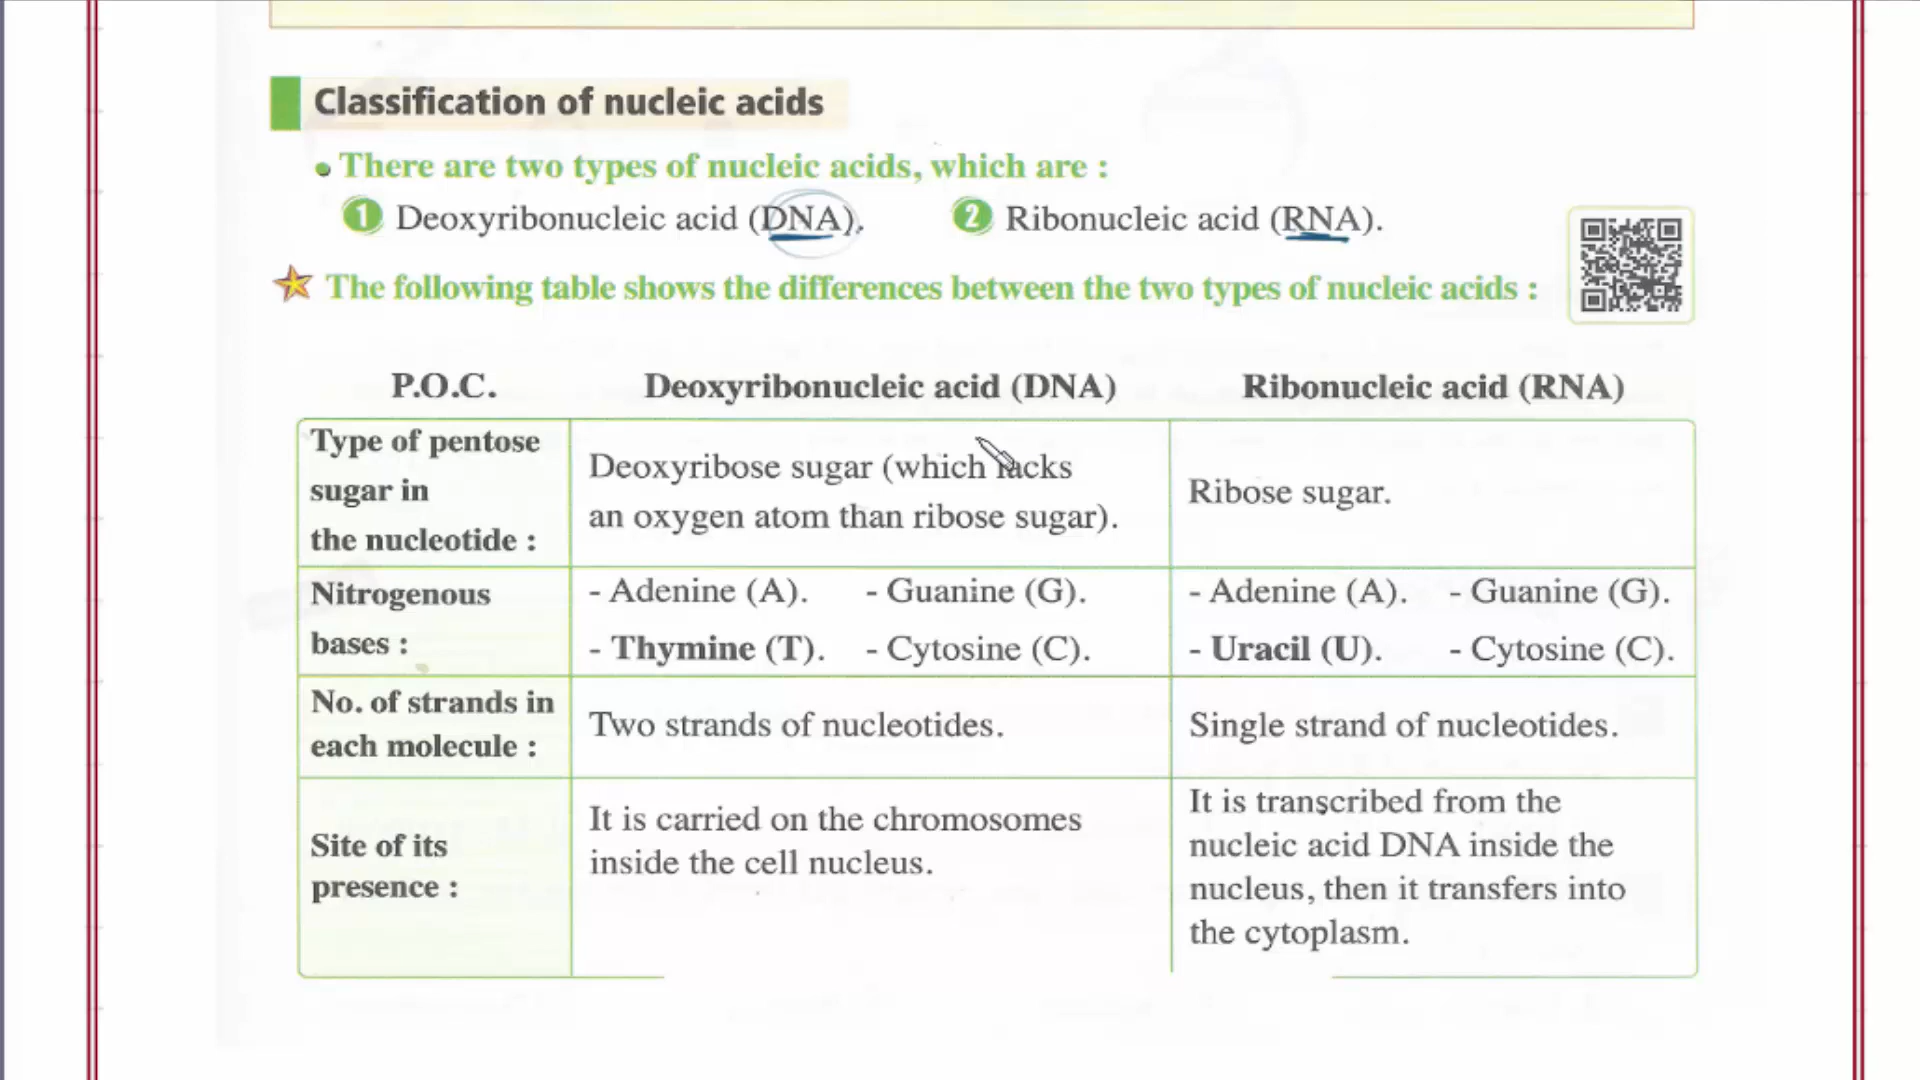 Classification of nucleic acids
• There are two types of nucleic acids, which are :
1 Deoxyribonucleic acid (DNA). 2 Ribonucleic acid (RNA).
The following table shows the differences between the two types of nucleic acids :
P.O.C. Deoxyribonucleic acid (DNA) Ribonucleic acid (RNA)
Type of pentose
sugar in
the nucleotide :
Deoxyribose sugar (which lacks
an oxygen atom than ribose sugar).
Ribose sugar.
Nitrogenous
bases :
- Adenine (A). - Guanine (G).
- Thymine (T). - Cytosine (C).
- Adenine (A). - Guanine (G).
- Uracil (U). - Cytosine (C).
No. of strands in
each molecule :
Two strands of nucleotides.
Single strand of nucleotides.
Site of its
presence :
It is carried on the chromosomes
inside the cell nucleus.
It is transcribed from the
nucleic acid DNA inside the
nucleus, then it transfers into
the cytoplasm.